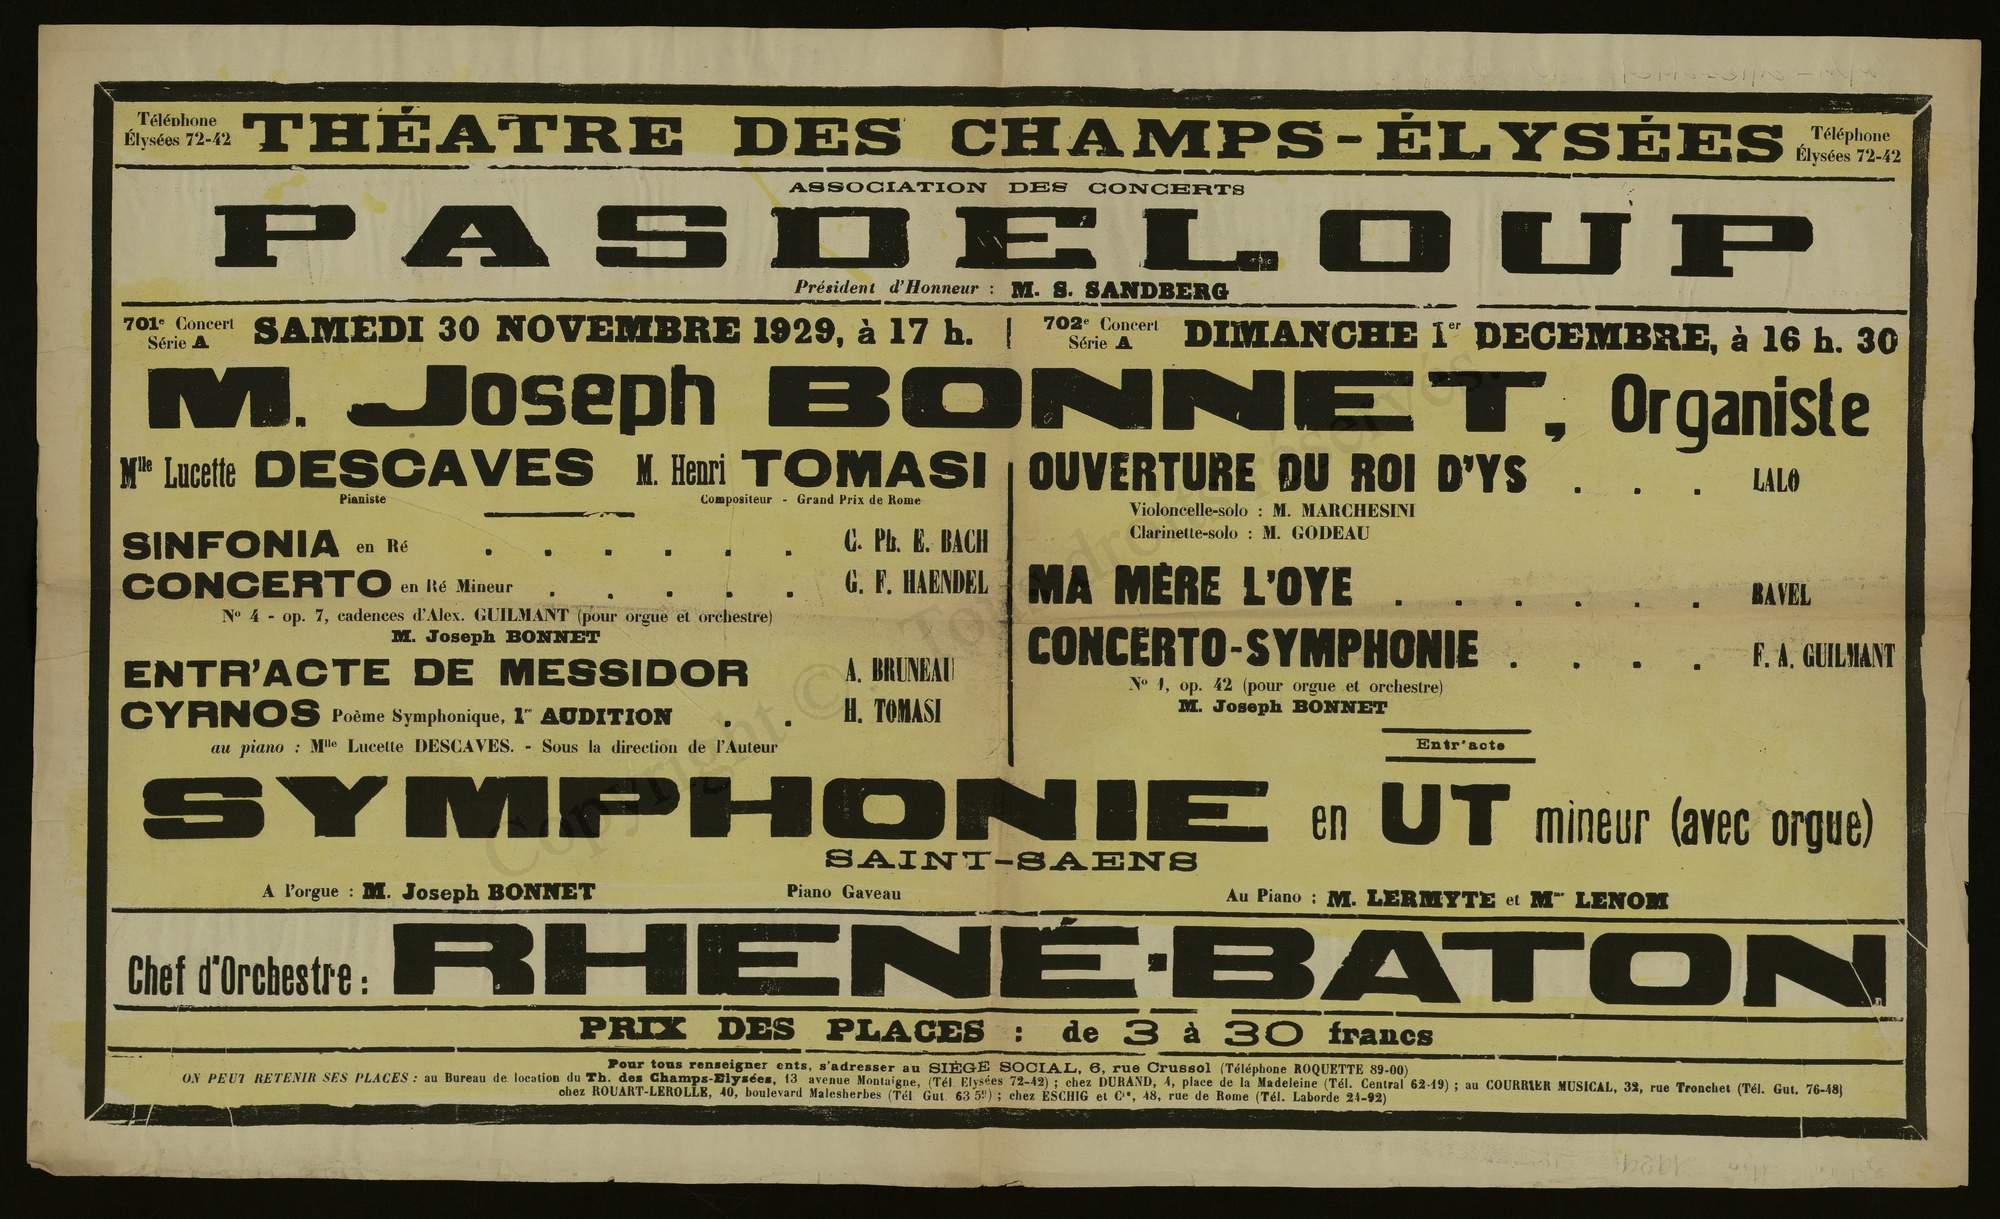 Téléphone
Élysées 72-42
THÉATRE DES CHAMPS-ÉLYSÉES
Téléphone
Élysées 72-42
ASSOCIATION DES CONCERTS
PASDELOUP
Président d'Honneur : M. S. SANDBERG
701e Concert
Série A
SAMEDI 30 NOVEMBRE 1929, à 17 h.
702e Concert
Série A
DIMANCHE 1er DECEMBRE, à 16 h. 30
M. Joseph BONNET, Organiste
Mlle Lucette DESCAVES
Pianiste
M. Henri TOMASI
Compositeur - Grand Prix de Rome
SINFONIA en Ré . . . . . . C. Ph. E. BACH
CONCERTO en Ré Mineur . . . . . G. F. HAENDEL
No 4 - op. 7, cadences d'Alex. GUILMANT (pour orgue et orchestre)
M. Joseph BONNET
ENTR'ACTE DE MESSIDOR A. BRUNEAU
CYRNOS Poème Symphonique, 1re AUDITION . . H. TOMASI
au piano : Mlle Lucette DESCAVES. - Sous la direction de l'Auteur
OUVERTURE DU ROI D'YS . . . LALO
Violoncelle-solo : M. MARCHESINI
Clarinette-solo : M. GODEAU
MA MÈRE L'OYE . . . . . . RAVEL
CONCERTO-SYMPHONIE . . . . F. A. GUILMANT
No 1, op. 42 (pour orgue et orchestre)
M. Joseph BONNET
Entr'acte
SYMPHONIE en UT mineur (avec orgue)
SAINT-SAENS
A l'orgue : M. Joseph BONNET
Piano Gaveau
Au Piano : M. LERMYTE et Mme LENOM
Chef d'Orchestre : RHENÉ-BATON
PRIX DES PLACES : de 3 à 30 francs
Pour tous renseigner ents, s'adresser au SIÈGE SOCIAL, 6, rue Crussol (Téléphone ROQUETTE 89-00)
ON PEUT RETENIR SES PLACES : au Bureau de location du Th. des Champs-Elysées, 13 avenue Montaigne, (Tél Elysées 72-42) ; chez DURAND, 4, place de la Madeleine (Tél. Central 62-19) ; au COURRIER MUSICAL, 32, rue Tronchet (Tél. Gut. 76-48)
chez ROUART-LEROLLE, 40, boulevard Malesherbes (Tél Gut. ) ; chez ESCHIG et Cie, 48, rue de Rome (Tél. Laborde 24-92)
Copyright © - Tous droits réservés.